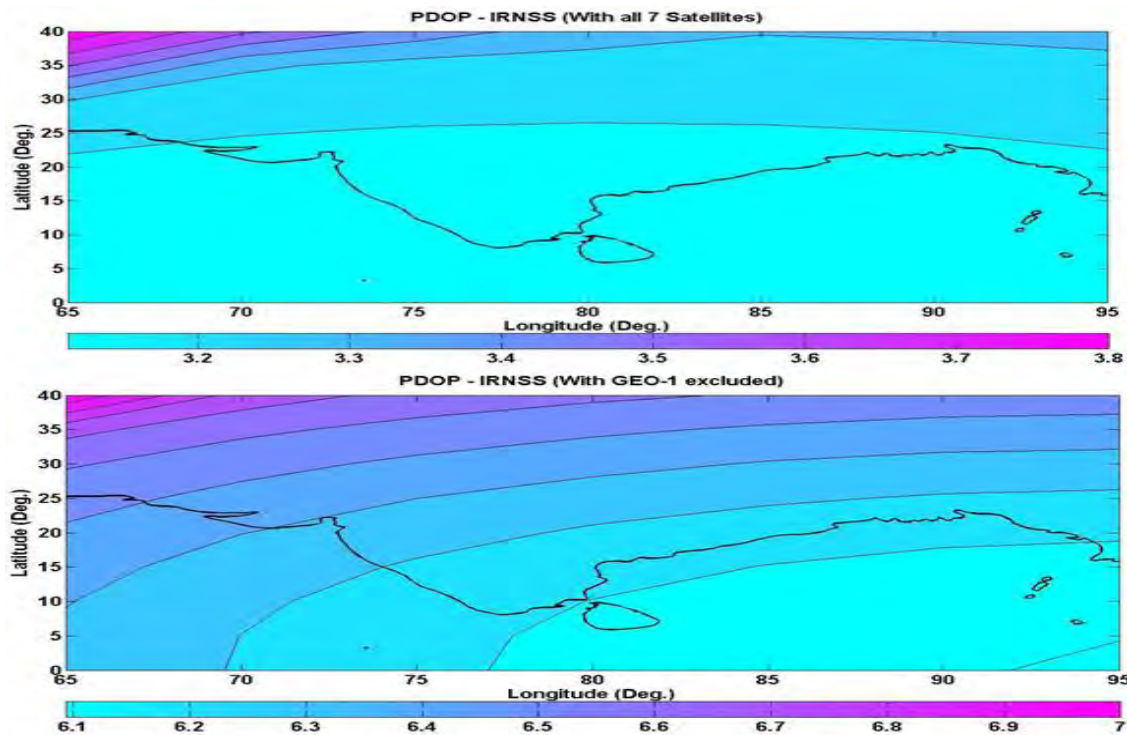 PDOP - IRNSS (With all 7 Satellites)
40
35
30
25
20
15
10
5
0
Latitude (Deg.)
65 70 75 80 85 90 95
Longitude (Deg.)
3.2 3.3 3.4 3.5 3.6 3.7 3.8
PDOP - IRNSS (With GEO-1 excluded)
40
35
30
25
20
15
10
5
0
Latitude (Deg.)
65 70 75 80 85 90 95
Longitude (Deg.)
6.1 6.2 6.3 6.4 6.5 6.6 6.7 6.8 6.9 7